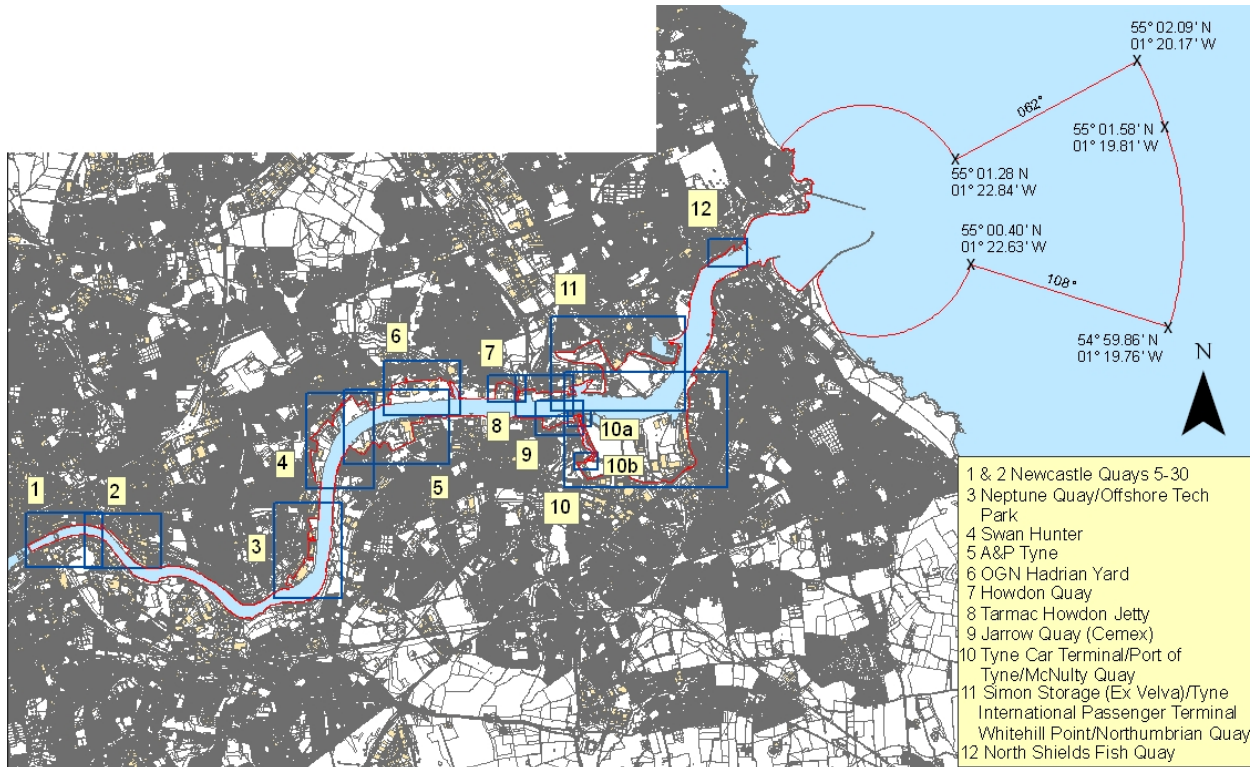 55° 02.09' N
01° 20.17' W
062°
55° 01.58' N
01° 19.81' W
55° 01.28 N
01° 22.84' W
55° 00.40' N
01° 22.63' W
108°
54° 59.86' N
01° 19.76' W
N
12
11
6
7
8
9
10a
10b
10
4
5
1
2
3
1 & 2 Newcastle Quays 5-30
3 Neptune Quay/Offshore Tech
Park
4 Swan Hunter
5 A&P Tyne
6 OGN Hadrian Yard
7 Howdon Quay
8 Tarmac Howdon Jetty
9 Jarrow Quay (Cemex)
10 Tyne Car Terminal/Port of
Tyne/McNulty Quay
11 Simon Storage (Ex Velva)/Tyne
International Passenger Terminal
Whitehill Point/Northumbrian Quay
12 North Shields Fish Quay